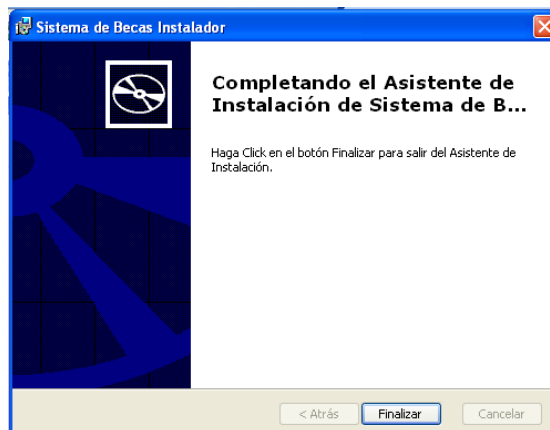 Sistema de Becas Instalador
Completando el Asistente de
Instalación de Sistema de B...
Haga Click en el botón Finalizar para salir del Asistente de
Instalación.
< Atrás
Finalizar
Cancelar